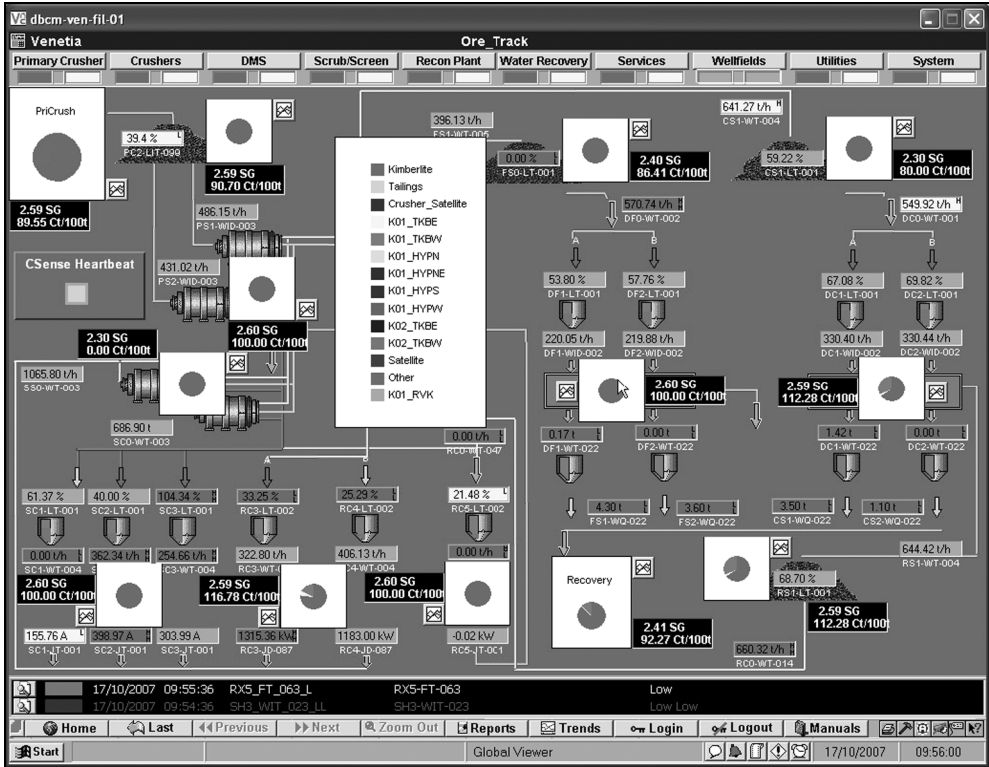 dbcm-ven-fil-01
Venetia
Ore_Track
Primary Crusher
Crushers
DMS
Scrub/Screen
Recon Plant
Water Recovery
Services
Wellfields
Utilities
System
PriCrush
39.4 %
PC2-LIT-099
2.59 SG
90.70 Ct/100t
2.59 SG
89.55 Ct/100t
486.15 t/h
PS1-WID-003
431.02 t/h
PS2-WID-003
CSense Heartbeat
2.60 SG
100.00 Ct/100t
2.30 SG
0.00 Ct/100t
1065.80 t/h
SS0-WT-003
686.90 t
SC0-WT-003
396.13 t/h
FS1-WT-005
Kimberlite
Tailings
Crusher_Satellite
K01_TKBE
K01_TKBW
K01_HYPN
K01_HYPNE
K01_HYPS
K01_HYPW
K02_TKBE
K02_TKBW
Satellite
Other
K01_RVK
0.00 %
FS0-LT-001
2.40 SG
86.41 Ct/100t
641.27 t/h
CS1-WT-004
59.22 %
CS1-LT-001
2.30 SG
80.00 Ct/100t
570.74 t/h
DF0-WT-002
549.92 t/h
DC0-WT-001
A
B
A
B
53.80 %
DF1-LT-001
57.76 %
DF2-LT-001
67.08 %
DC1-LT-001
69.82 %
DC2-LT-001
220.05 t/h
DF1-WID-002
219.88 t/h
DF2-WID-002
330.40 t/h
DC1-WID-002
330.44 t/h
DC2-WID-002
2.60 SG
100.00 Ct/100t
2.59 SG
112.28 Ct/100t
0.17 t
DF1-WT-022
0.00 t
DF2-WT-022
1.42 t
DC1-WT-022
0.00 t
DC2-WT-022
0.00 t/h
RC0-WT-047
A
61.37 %
SC1-LT-001
40.00 %
SC2-LT-001
104.34 %
SC3-LT-001
33.25 %
RC3-LT-002
25.29 %
RC4-LT-002
21.48 %
RC5-LT-002
4.30 t
FS1-WQ-022
3.60 t
FS2-WQ-022
3.50 t
CS1-WQ-022
1.10 t
CS2-WQ-022
0.00 t/h
SC1-WT-004
362.34 t/h
254.66 t/h
SC3-WT-004
322.80 t/h
406.13 t/h
0.00 t/h
2.60 SG
100.00 Ct/100t
2.59 SG
116.78 Ct/100t
2.60 SG
100.00 Ct/100t
Recovery
2.41 SG
92.27 Ct/100t
644.42 t/h
RS1-WT-004
68.70 %
RS1-LT-001
2.59 SG
112.28 Ct/100t
660.32 t/h
RC0-WT-014
155.76 A
SC1-JT-001
398.97 A
SC2-JT-001
303.99 A
SC3-JT-001
1315.36 kW
RC3-JD-087
1183.00 kW
RC4-JD-087
-0.02 kW
RC5-JT-001
17/10/2007 09:55:36 RX5_FT_063_L RX5-FT-063 Low
17/10/2007 09:54:36 SH3_WIT_023_LL SH3-WIT-023 Low Low
Home
Last
Previous
Next
Zoom Out
Reports
Trends
Login
Logout
Manuals
Start
Global Viewer
17/10/2007
09:56:00